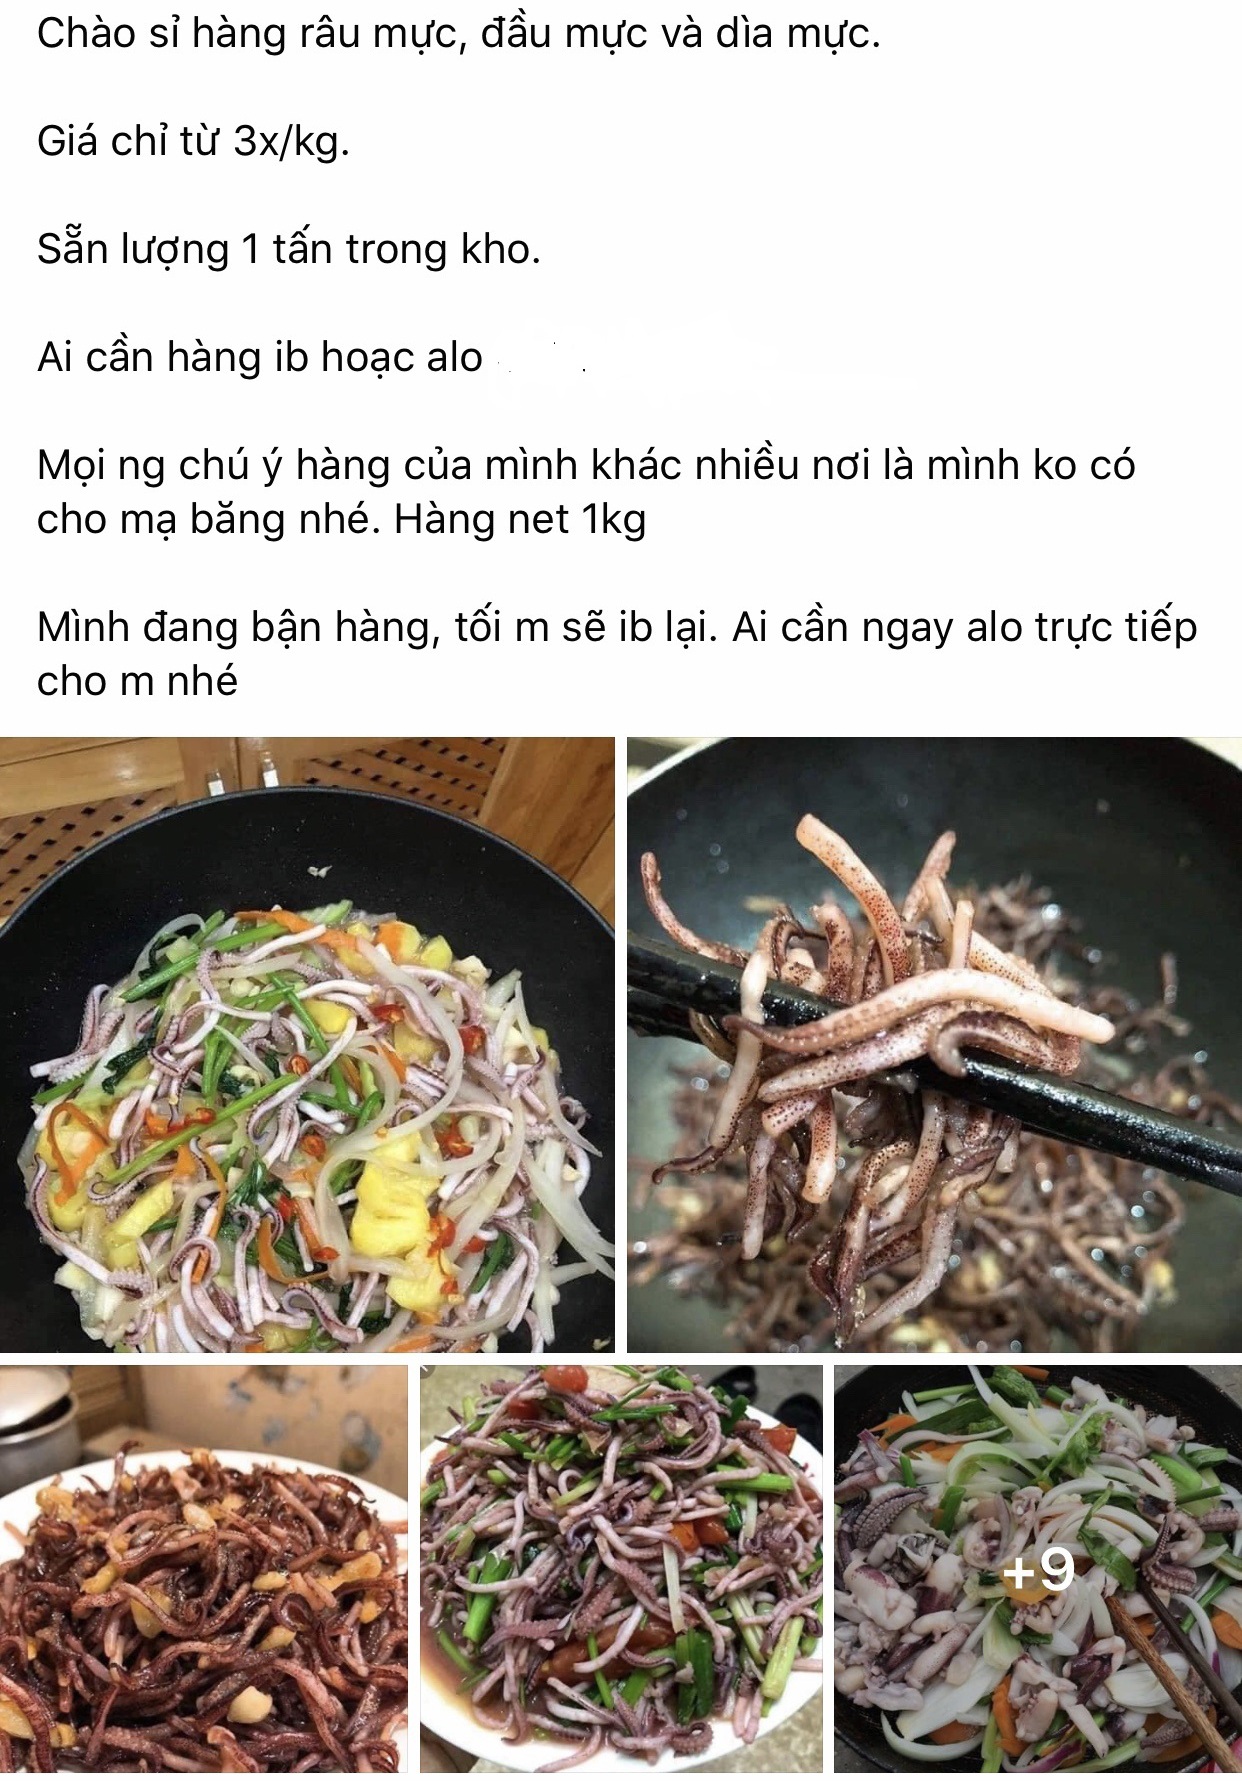 Chào sỉ hàng râu mực, đầu mực và dìa mực.
Giá chỉ từ 3x/kg.
Sẵn lượng 1 tấn trong kho.
Ai cần hàng ib hoạc alo
Mọi ng chú ý hàng của mình khác nhiều nơi là mình ko có
cho mạ băng nhé. Hàng net 1kg
Mình đang bận hàng, tối m sẽ ib lại. Ai cần ngay alo trực tiếp
cho m nhé
+9